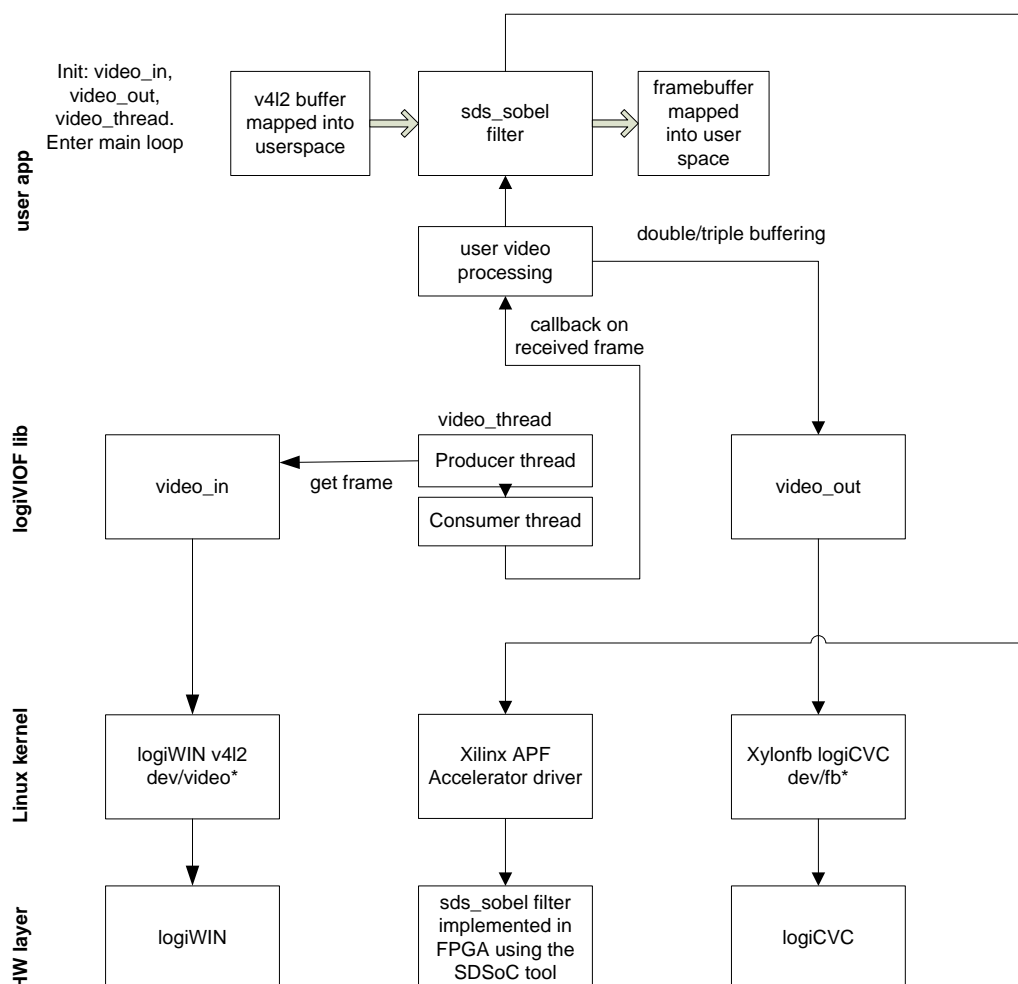 Init: video_in,
video_out,
video_thread.
Enter main loop
v4l2 buffer
mapped into
userspace
sds_sobel
filter
framebuffer
mapped
into user
space
user app
user video
processing
double/triple buffering
callback on
received frame
logiVIOF lib
video_thread
video_in
get frame
Producer thread
Consumer thread
video_out
Linux kernel
logiWIN v4l2
dev/video*
Xilinx APF
Accelerator driver
Xylonfb logiCVC
dev/fb*
HW layer
logiWIN
sds_sobel filter
implemented in
FPGA using the
SDSoC tool
logiCVC